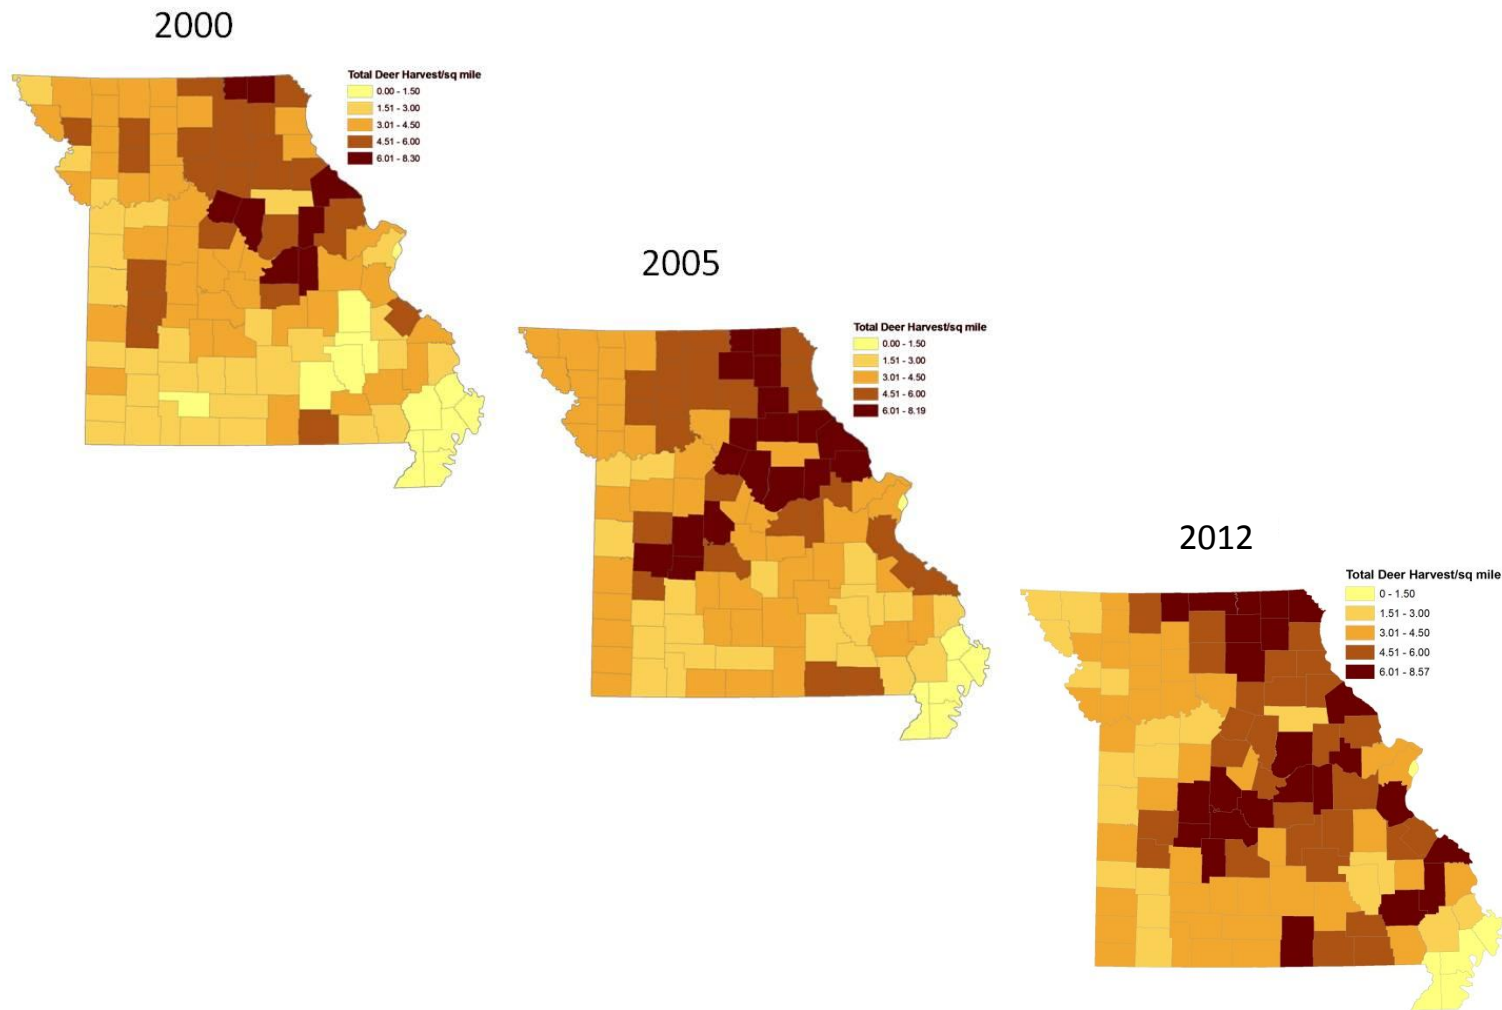 2000
Total Deer Harvest/sq mile
0.00 - 1.50
1.51 - 3.00
3.01 - 4.50
4.51 - 6.00
6.01 - 8.30
2005
Total Deer Harvest/sq mile
0.00 - 1.50
1.51 - 3.00
3.01 - 4.50
4.51 - 6.00
6.01 - 8.19
2012
Total Deer Harvest/sq mile
0 - 1.50
1.51 - 3.00
3.01 - 4.50
4.51 - 6.00
6.01 - 8.57